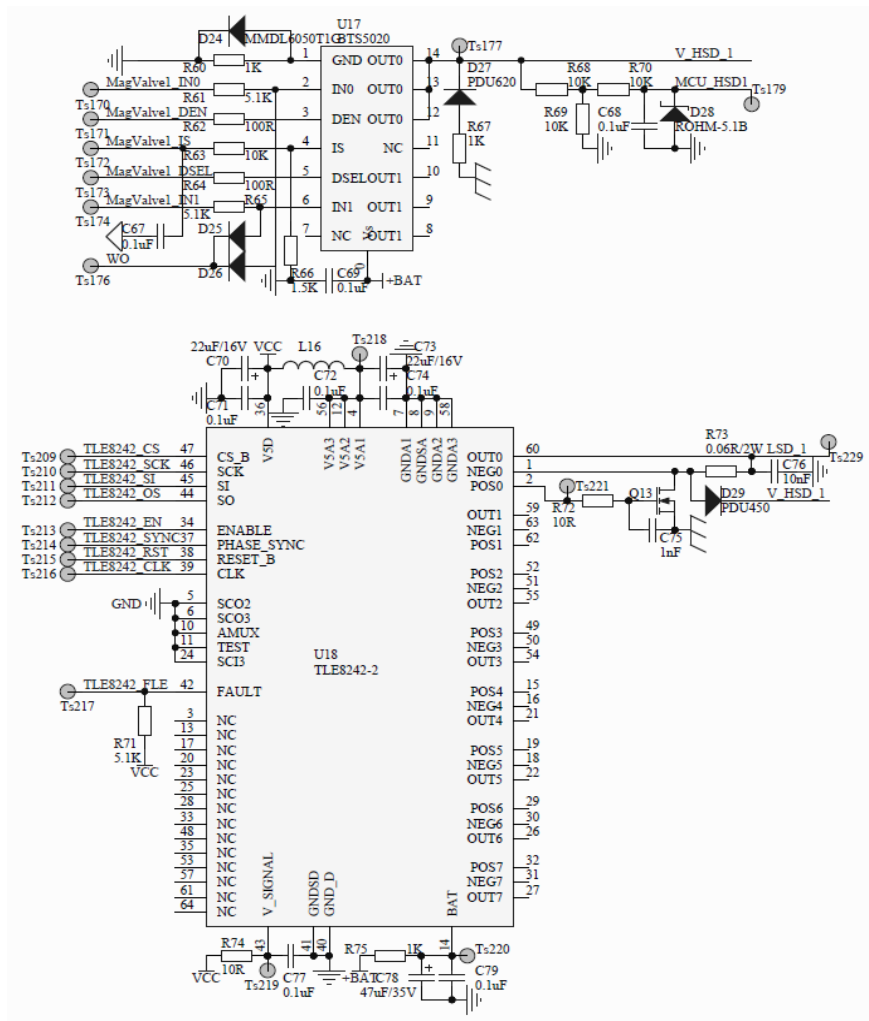 U17
D24 MMDL6050T1G BTS5020
R60 1K 1 GND OUT0 14 Ts177 V_HSD_1
MagValve1_IN0 R61 5.1K 2 IN0 OUT0 13 D27 PDU620 R68 10K R70 10K MCU_HSD1 Ts179
Ts170
MagValve1_DEN R62 100R 3 DEN OUT0 12 R69 10K C68 0.1uF D28 ROHM-5.1B
Ts171
MagValve1_IS R63 10K 4 IS NC 11 R67 1K
Ts172
MagValve1_DSEL R64 100R 5 DSEL OUT1 10
Ts173
MagValve1_IN1 5.1K R65 6 IN1 OUT1 9
Ts174
C67 0.1uF D25 7 NC Vs OUT1 8
WO
Ts176 D26 R66 1.5K C69 0.1uF 0 +BAT
22uF/16V VCC L16 Ts218 C73
C70 22uF/16V
C72 C74
C71 0.1uF 36 0.1uF 56 12 4 7 8 9 58 0.1uF
V5D V5A3 V5A2 V5A1 GNDA1 GNDSA GNDA2 GNDA3
Ts209 TLE8242_CS 47 CS_B
Ts210 TLE8242_SCK 46 SCK
Ts211 TLE8242_SI 45 SI
Ts212 TLE8242_OS 44 SO
Ts213 TLE8242_EN 34 ENABLE
Ts214 TLE8242_SYNC 37 PHASE_SYNC
Ts215 TLE8242_RST 38 RESET_B
Ts216 TLE8242_CLK 39 CLK
GND 5 SCO2
6 SCO3
10 AMUX
11 TEST
24 SCI3
U18
TLE8242-2
TLE8242_FLE 42 FAULT
Ts217
R71
5.1K
VCC
3 NC
13 NC
17 NC
20 NC
23 NC
25 NC
28 NC
33 NC
48 NC
35 NC
53 NC
57 NC
61 NC
64 NC
OUT0 60
NEG0 1
POS0 2
OUT1 59
NEG1 63
POS1 62
POS2 52
NEG2 51
OUT2 55
POS3 49
NEG3 50
OUT3 54
POS4 15
NEG4 16
OUT4 21
POS5 19
NEG5 18
OUT5 22
POS6 29
NEG6 30
OUT6 26
POS7 32
NEG7 31
OUT7 27
R73
0.06R/2W LSD_1 Ts229
C76
10nF
Ts221 Q13 D29 V_HSD_1
R72 PDU450
10R C75
1nF
V_SIGNAL GNDSD GND_D BAT
R74 43 41 40 R75 1K 14 Ts220
VCC 10R Ts219 C77 0.1uF +BAT C78 47uF/35V C79 0.1uF